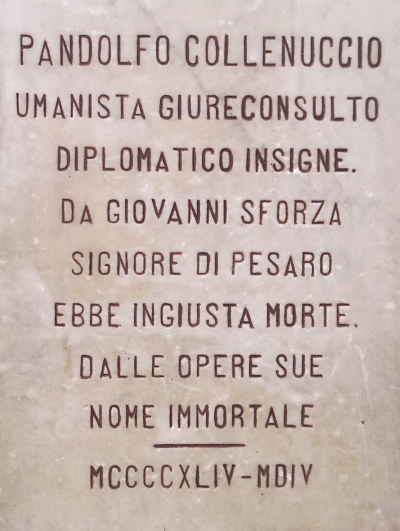 PANDOLFO COLLENUCCIO
UMANISTA GIURECONSULTO
DIPLOMATICO INSIGNE.
DA GIOVANNI SFORZA
SIGNORE DI PESARO
EBBE INGIUSTA MORTE.
DALLE OPERE SUE
NOME IMMORTALE
MCCCCXLIV-MDIV